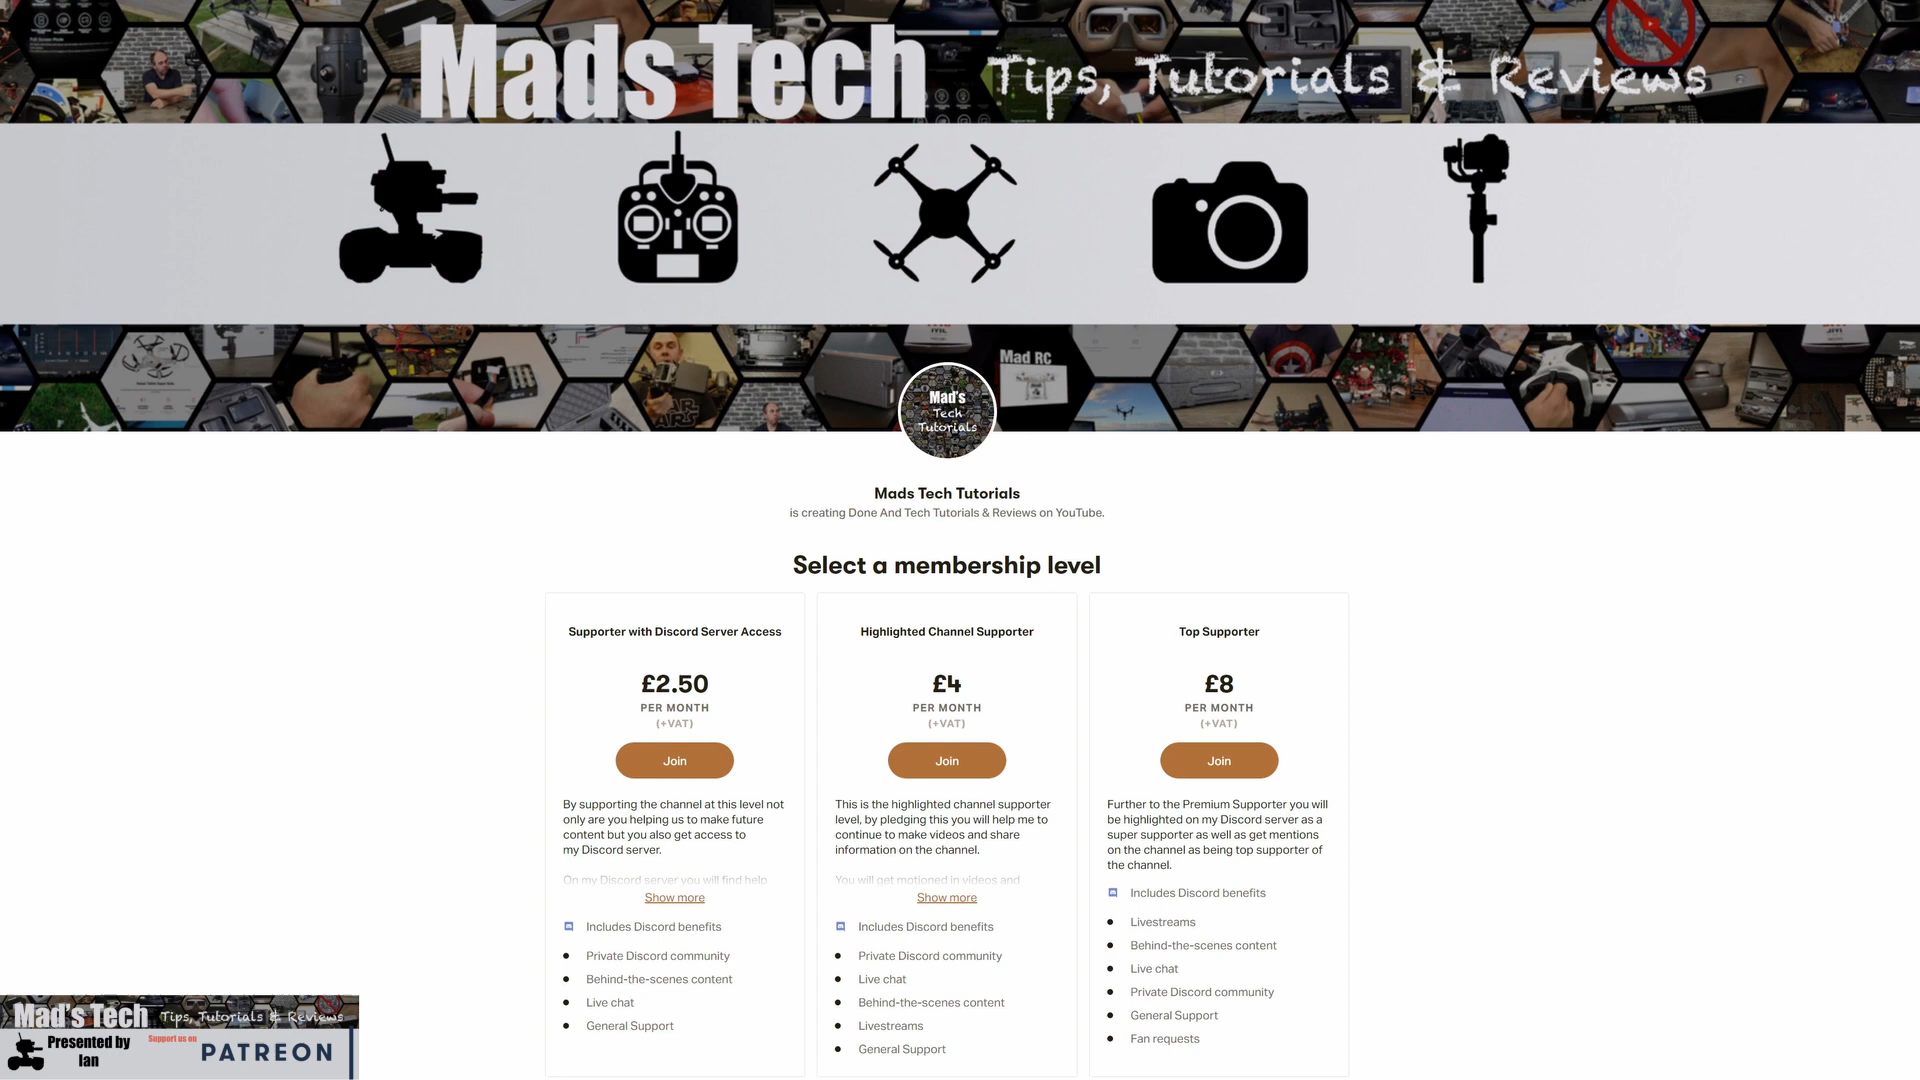 Mads Tech Tips, Tutorials & Reviews
Mad RC
Mad's
Tech
Tutorials
Mads Tech Tutorials
is creating Done And Tech Tutorials & Reviews on YouTube.
Select a membership level
Supporter with Discord Server Access
£2.50
PER MONTH
(+VAT)
Join
By supporting the channel at this level not
only are you helping us to make future
content but you also get access to
my Discord server.
On my Discord server you will find help
Show more
Includes Discord benefits
Private Discord community
Behind-the-scenes content
Live chat
General Support
Highlighted Channel Supporter
£4
PER MONTH
(+VAT)
Join
This is the highlighted channel supporter
level, by pledging this you will help me to
continue to make videos and share
information on the channel.
You will get motioned in videos and
Show more
Includes Discord benefits
Private Discord community
Live chat
Behind-the-scenes content
Livestreams
General Support
Top Supporter
£8
PER MONTH
(+VAT)
Join
Further to the Premium Supporter you will
be highlighted on my Discord server as a
super supporter as well as get mentions
on the channel as being top supporter of
the channel.
Includes Discord benefits
Livestreams
Behind-the-scenes content
Live chat
Private Discord community
General Support
Fan requests
Mad's Tech Tips, Tutorials & Reviews
Presented by
Ian
Support us on
PATREON